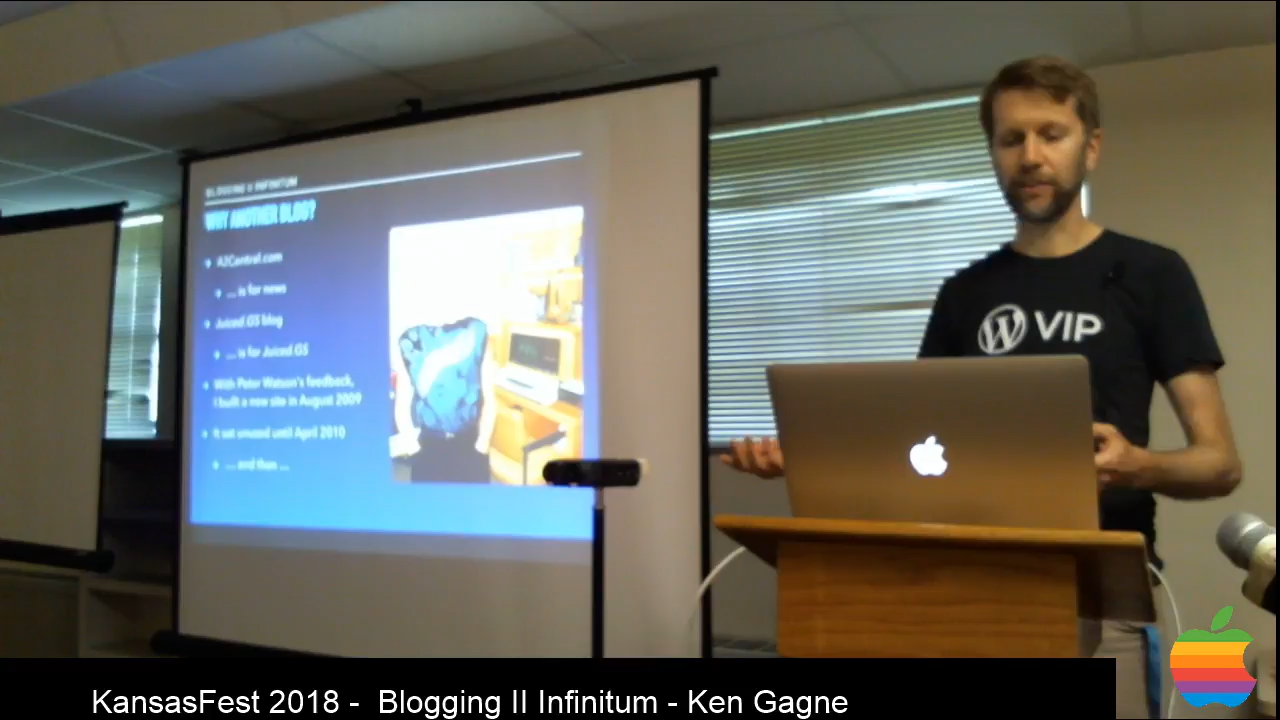 BLOGGING II INFINITUM
WHY ANOTHER BLOG?
A2Central.com
... is for news
Juiced.GS blog
... is for Juiced.GS
With Peter Watson's feedback,
I built a new site in August 2009
It sat unused until April 2010
... and then ...
W VIP
KansasFest 2018 - Blogging II Infinitum - Ken Gagne